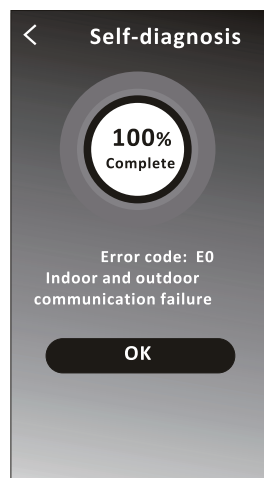 Self-diagnosis
100%
Complete
Error code: E0
Indoor and outdoor
communication failure
OK